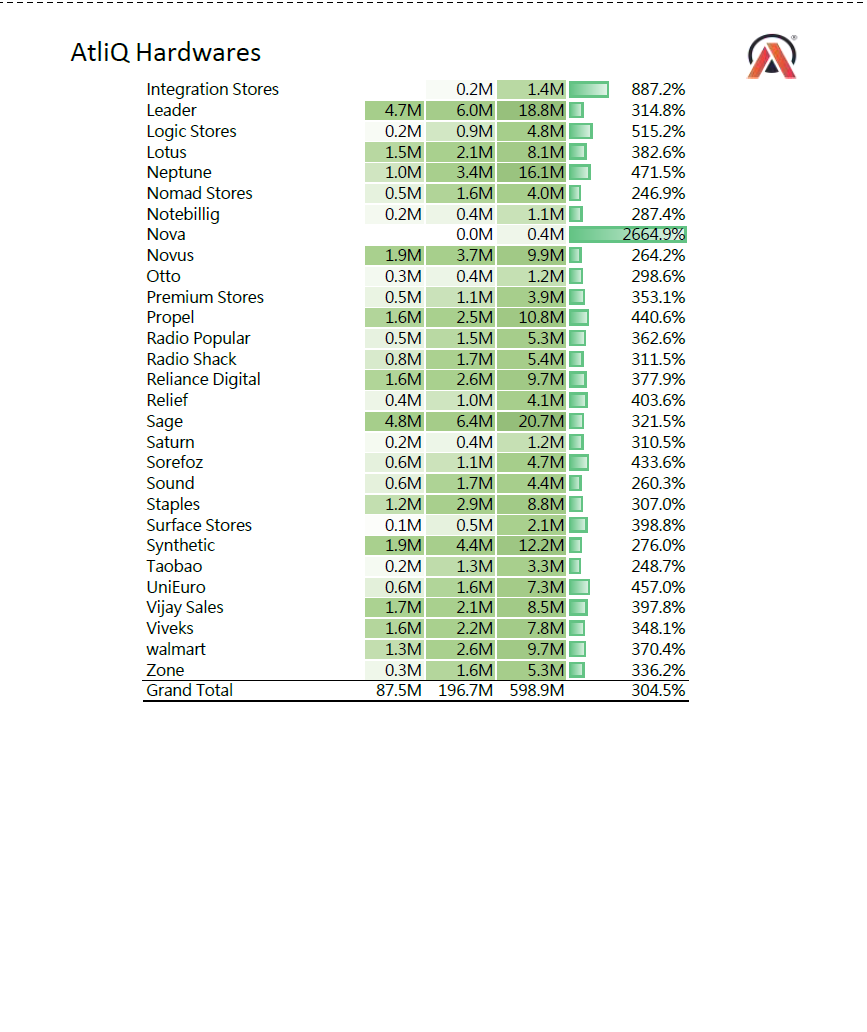 AtliQ Hardwares
Integration Stores 0.2M 1.4M 887.2%
Leader 4.7M 6.0M 18.8M 314.8%
Logic Stores 0.2M 0.9M 4.8M 515.2%
Lotus 1.5M 2.1M 8.1M 382.6%
Neptune 1.0M 3.4M 16.1M 471.5%
Nomad Stores 0.5M 1.6M 4.0M 246.9%
Notebillig 0.2M 0.4M 1.1M 287.4%
Nova 0.0M 0.4M 2664.9%
Novus 1.9M 3.7M 9.9M 264.2%
Otto 0.3M 0.4M 1.2M 298.6%
Premium Stores 0.5M 1.1M 3.9M 353.1%
Propel 1.6M 2.5M 10.8M 440.6%
Radio Popular 0.5M 1.5M 5.3M 362.6%
Radio Shack 0.8M 1.7M 5.4M 311.5%
Reliance Digital 1.6M 2.6M 9.7M 377.9%
Relief 0.4M 1.0M 4.1M 403.6%
Sage 4.8M 6.4M 20.7M 321.5%
Saturn 0.2M 0.4M 1.2M 310.5%
Sorefoz 0.6M 1.1M 4.7M 433.6%
Sound 0.6M 1.7M 4.4M 260.3%
Staples 1.2M 2.9M 8.8M 307.0%
Surface Stores 0.1M 0.5M 2.1M 398.8%
Synthetic 1.9M 4.4M 12.2M 276.0%
Taobao 0.2M 1.3M 3.3M 248.7%
UniEuro 0.6M 1.6M 7.3M 457.0%
Vijay Sales 1.7M 2.1M 8.5M 397.8%
Viveks 1.6M 2.2M 7.8M 348.1%
walmart 1.3M 2.6M 9.7M 370.4%
Zone 0.3M 1.6M 5.3M 336.2%
Grand Total 87.5M 196.7M 598.9M 304.5%